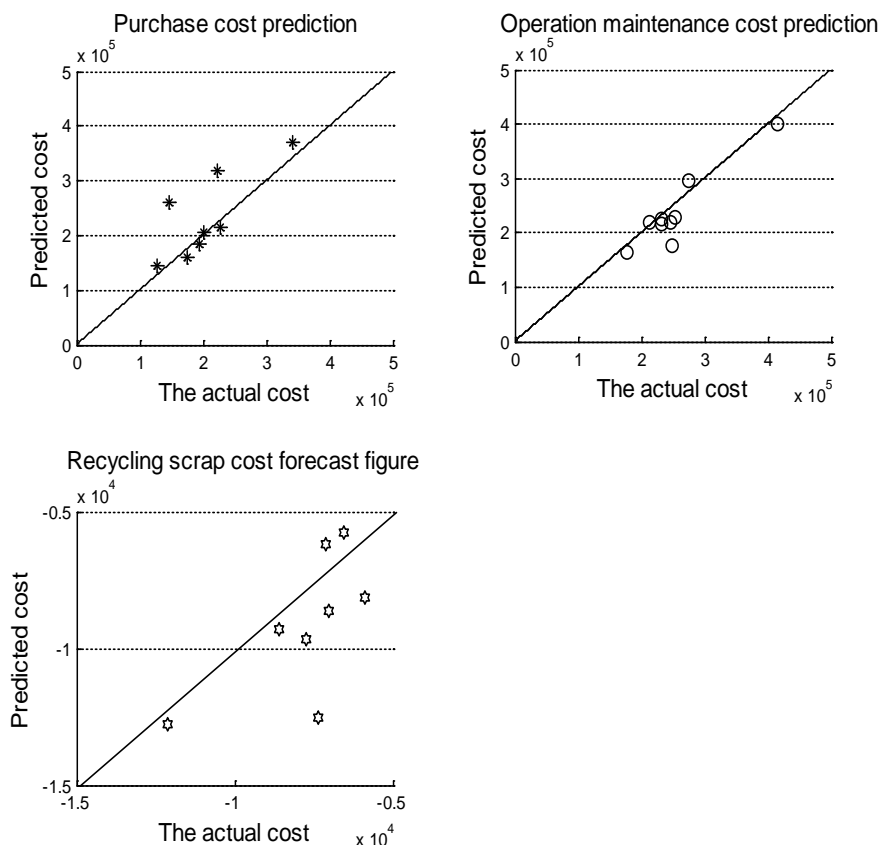 Purchase cost prediction
x 10^5
5
4
3
2
1
0
Predicted cost
0 1 2 3 4 5
The actual cost
x 10^5
Operation maintenance cost prediction
x 10^5
5
4
3
2
1
0
Predicted cost
0 1 2 3 4 5
The actual cost
x 10^5
Recycling scrap cost forecast figure
x 10^4
-0.5
-1
-1.5
Predicted cost
-1.5 -1 -0.5
The actual cost
x 10^4